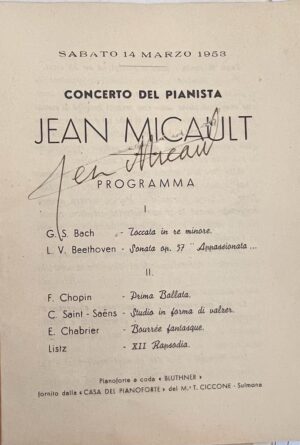 SABATO 14 MARZO 1953
CONCERTO DEL PIANISTA
JEAN MICAULT
Jean Micault
PROGRAMMA
I.
G. S. Bach - Toccata in re minore.
L. V. Beethoven - Sonata op. 57 " Appassionata ...
II.
F. Chopin - Prima Ballata.
C. Saint - Saëns - Studio in forma di valzer.
E. Chabrier - Bourrée fantasque.
Listz - XII Rapsodia.
Pianoforte a coda « BLUTHNER »
fornito dalla « CASA DEL PIANOFORTE » del M.° T. CICCONE - Sulmona